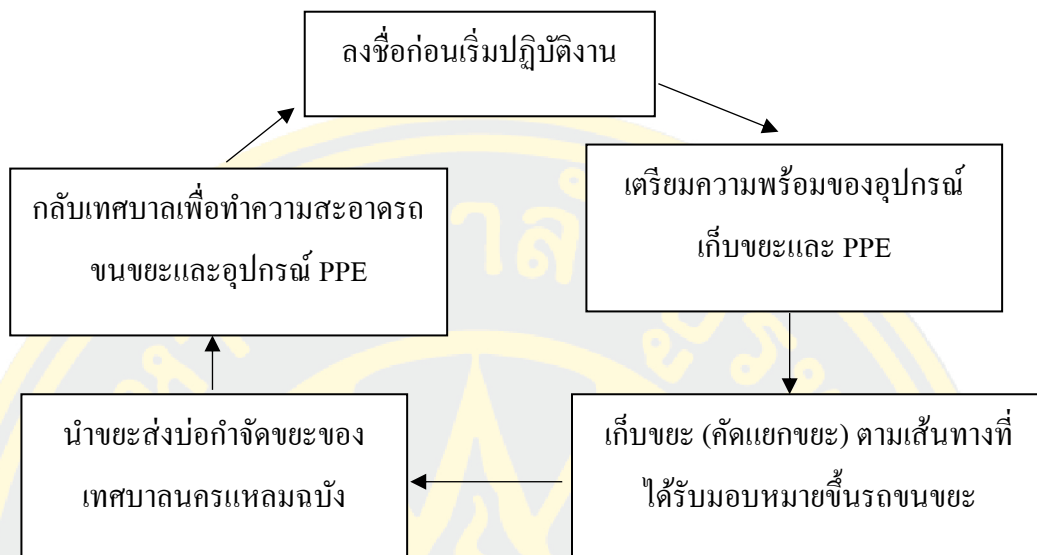 ลงชื่อก่อนเริ่มปฏิบัติงาน
เตรียมความพร้อมของอุปกรณ์
เก็บขยะและ PPE
เก็บขยะ (คัดแยกขยะ) ตามเส้นทางที่
ได้รับมอบหมายขึ้นรถขนขยะ
นำขยะส่งบ่อกำจัดขยะของ
เทศบาลนครแหลมฉบัง
กลับเทศบาลเพื่อทำความสะอาดรถ
ขนขยะและอุปกรณ์ PPE